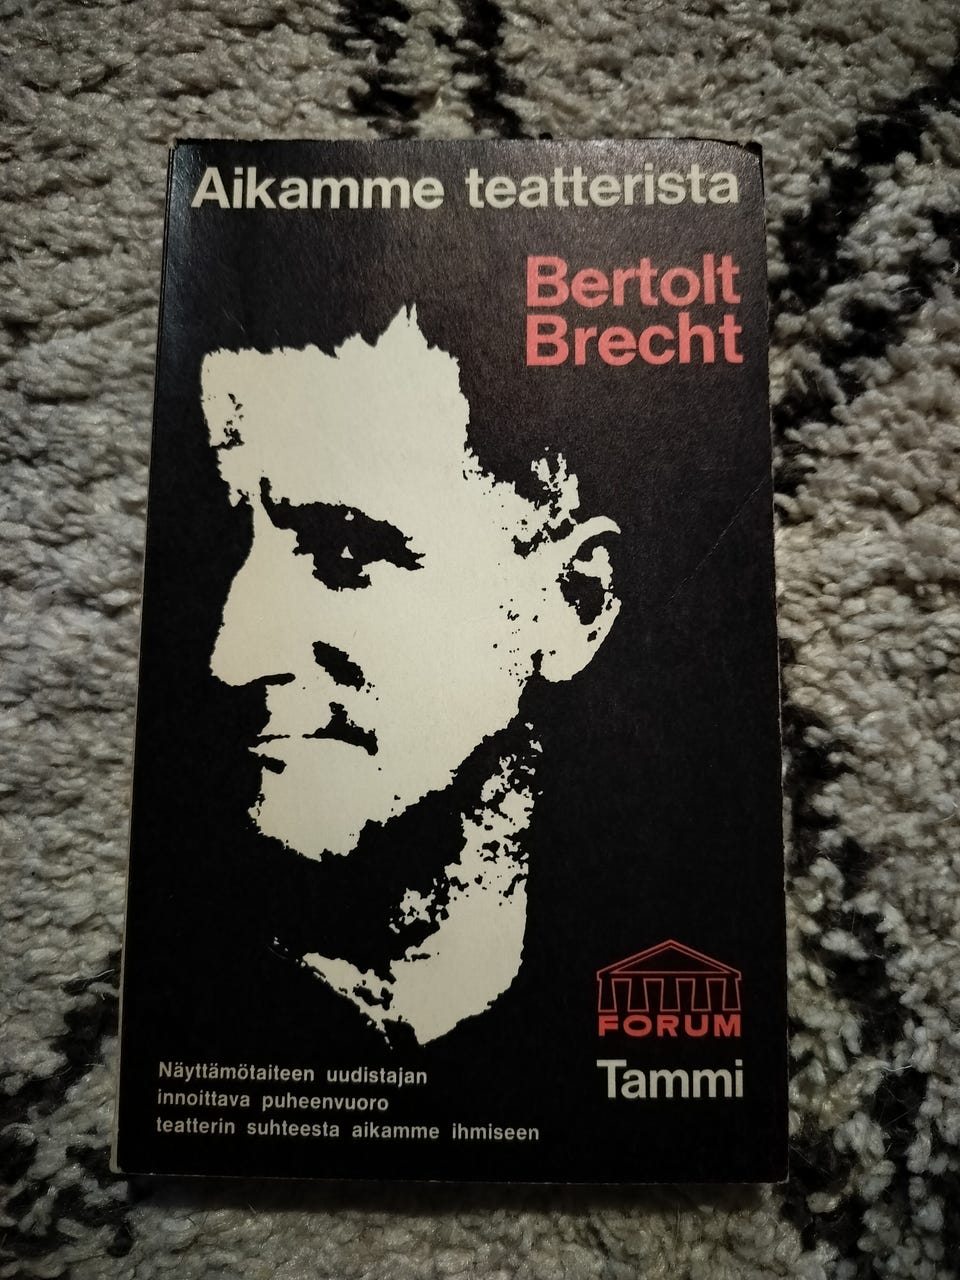 Aikamme teatterista
Bertolt
Brecht
FORUM
Tammi
Näyttämötaiteen uudistajan
innoittava puheenvuoro
teatterin suhteesta aikamme ihmiseen